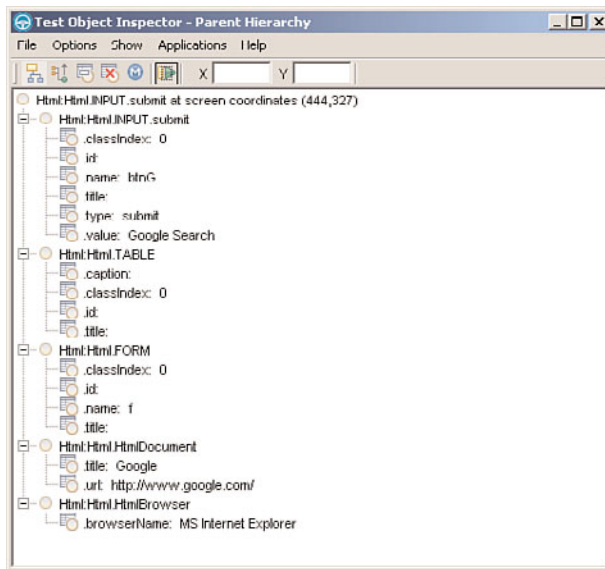 Test Object Inspector - Parent Hierarchy
File Options Show Applications Help
X Y
Html:Html.INPUT.submit at screen coordinates (444,327)
Html:Html.INPUT.submit
.classIndex: 0
.id:
.name: btnG
.title:
.type: submit
.value: Google Search
Html:Html.TABLE
.caption:
.classIndex: 0
.id:
.title:
Html:Html.FORM
.classIndex: 0
.id:
.name: f
.title:
Html:Html.HtmlDocument
.title: Google
.url: http://www.google.com/
Html:Html.HtmlBrowser
.browserName: MS Internet Explorer